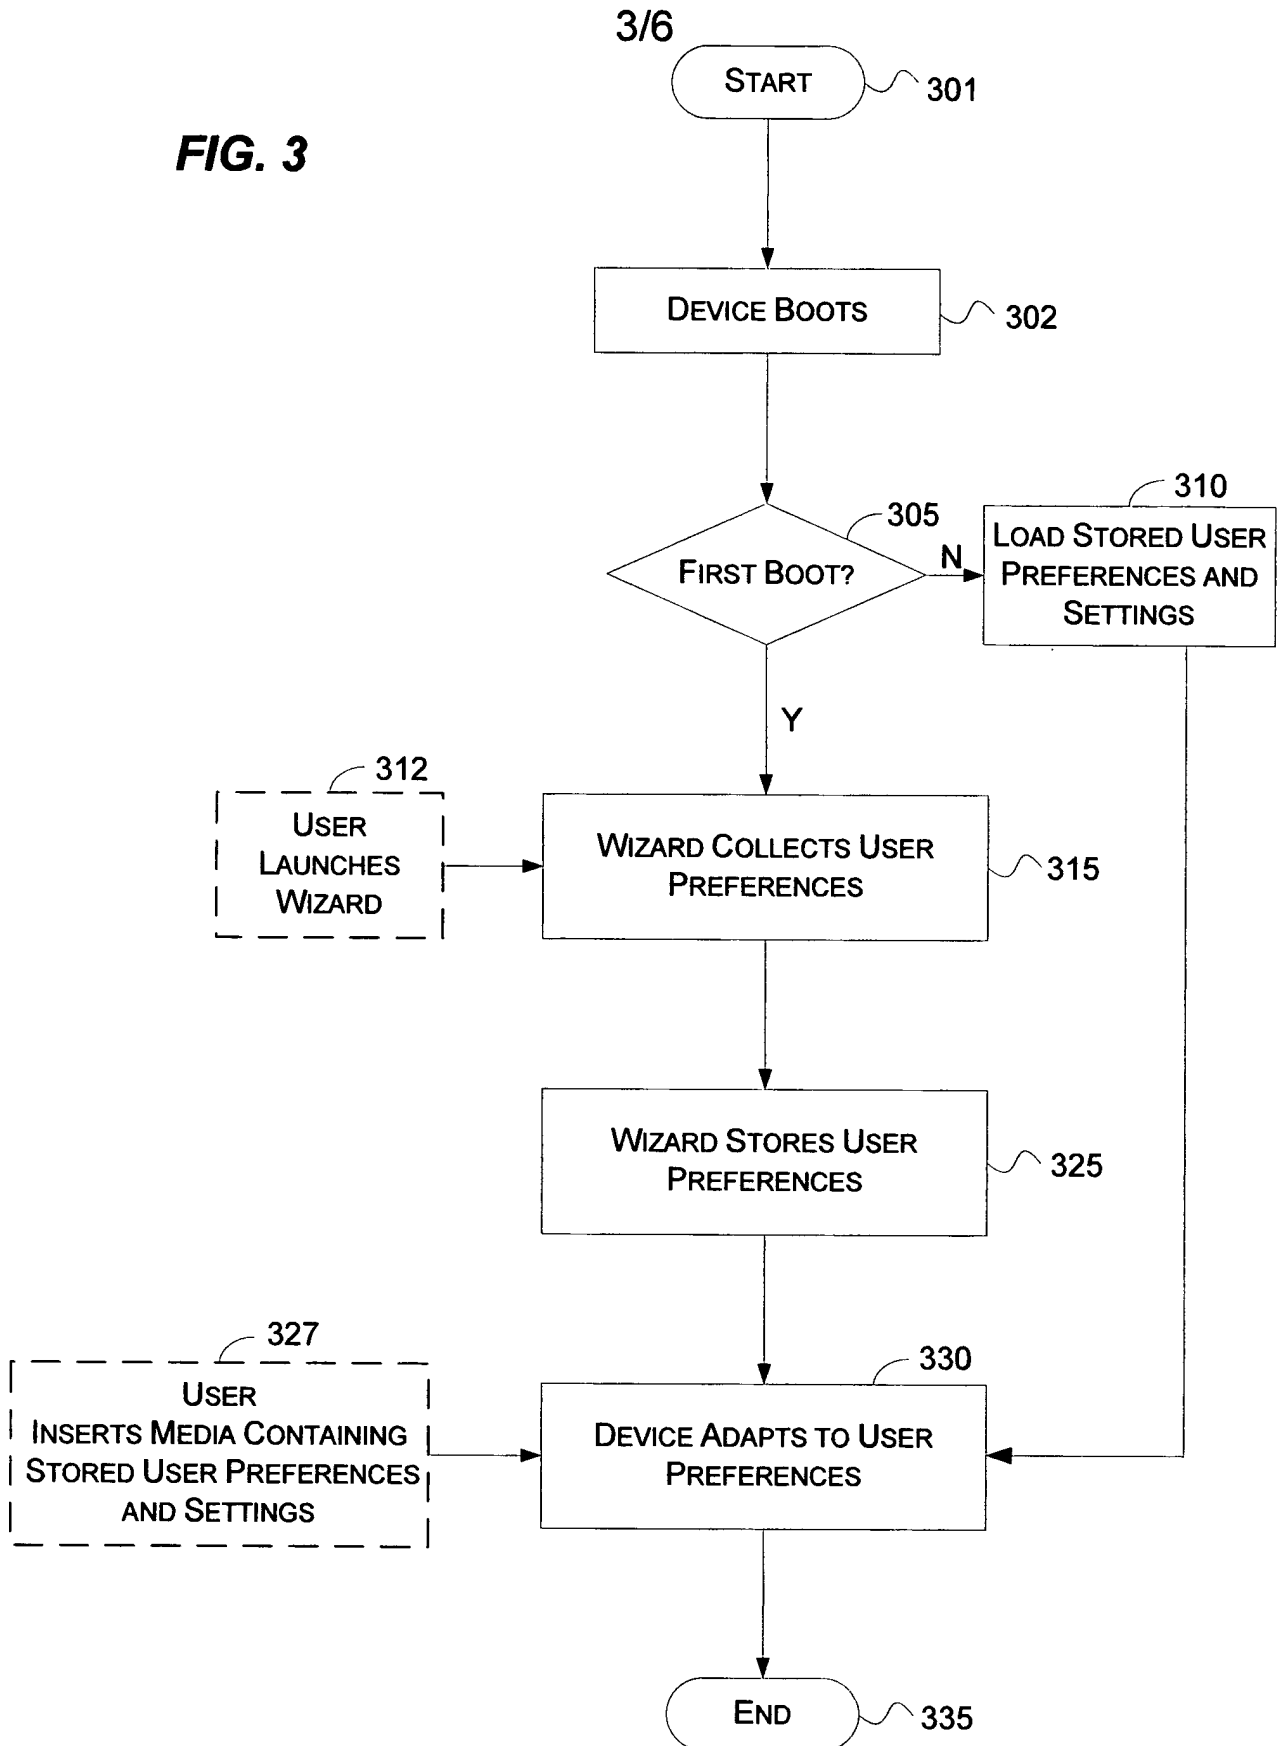 3/6
START
301
FIG. 3
DEVICE BOOTS
302
305
FIRST BOOT?
N
310
LOAD STORED USER
PREFERENCES AND
SETTINGS
Y
312
USER
LAUNCHES
WIZARD
WIZARD COLLECTS USER
PREFERENCES
315
WIZARD STORES USER
PREFERENCES
325
327
USER
INSERTS MEDIA CONTAINING
STORED USER PREFERENCES
AND SETTINGS
330
DEVICE ADAPTS TO USER
PREFERENCES
END
335